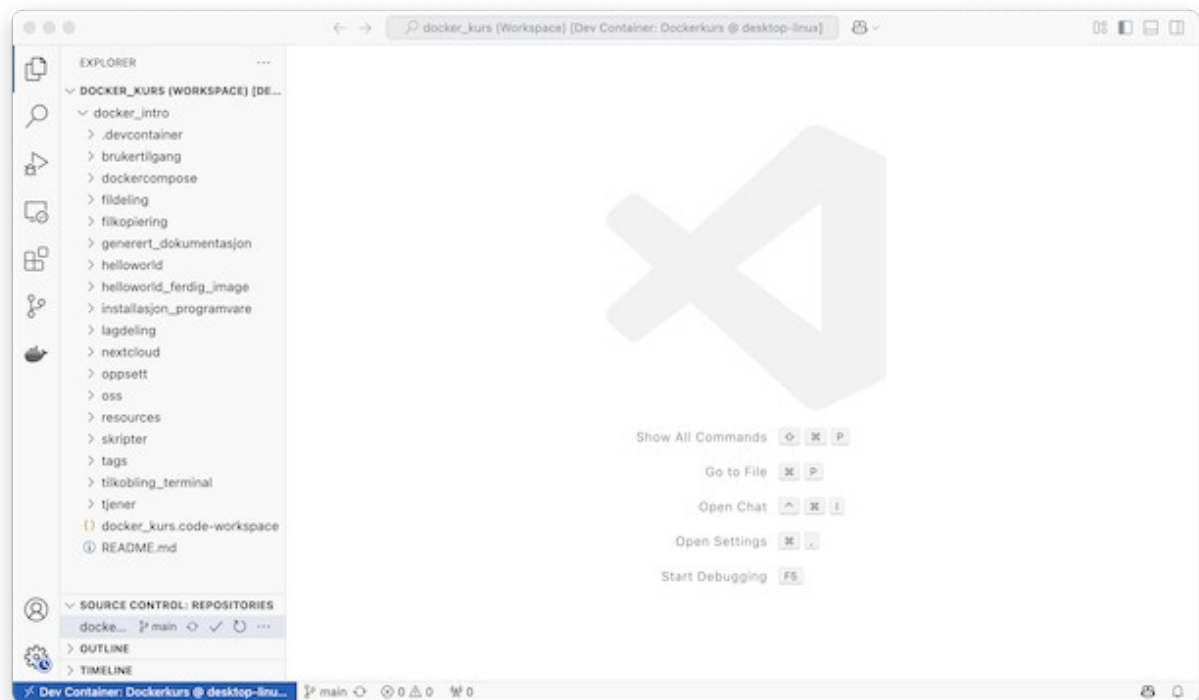 docker_kurs (Workspace) [Dev Container: Dockerkurs @ desktop-linux]
EXPLORER ...
DOCKER_KURS (WORKSPACE) [DE...
docker_intro
.devcontainer
brukertilgang
dockercompose
fildeling
filkopiering
generert_dokumentasjon
helloworld
helloworld_ferdig_image
installasjon_programvare
lagdeling
nextcloud
oppsett
oss
resources
skripter
tags
tilkobling_terminal
tjener
{} docker_kurs.code-workspace
README.md
SOURCE CONTROL: REPOSITORIES
docke... main ...
OUTLINE
TIMELINE
Show All Commands ⇧ ⌘ P
Go to File ⌘ P
Open Chat ^ ⌘ I
Open Settings ⌘ ,
Start Debugging F5
Dev Container: Dockerkurs @ desktop-linu... main 0 0 0